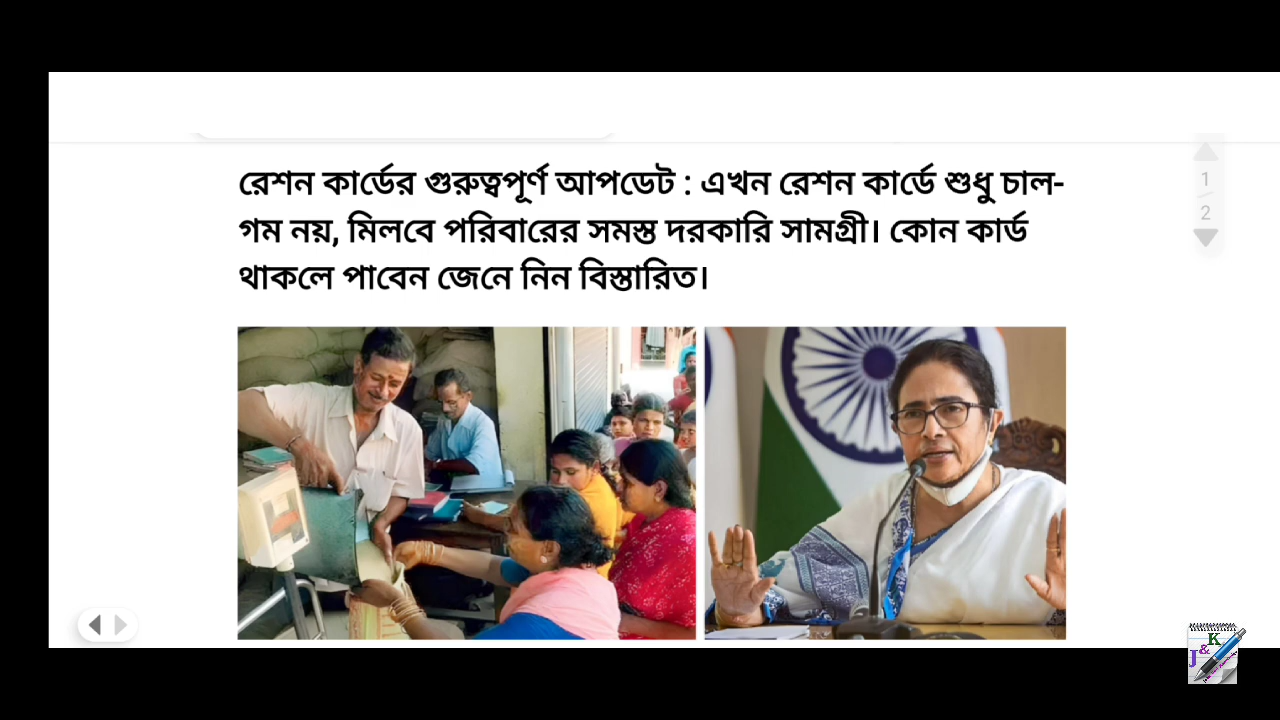 রেশন কার্ডের গুরুত্বপূর্ণ আপডেট : এখন রেশন কার্ডে শুধু চাল-
গম নয়, মিলবে পরিবারের সমস্ত দরকারি সামগ্রী। কোন কার্ড
থাকলে পাবেন জেনে নিন বিস্তারিত।
1
2
J&K